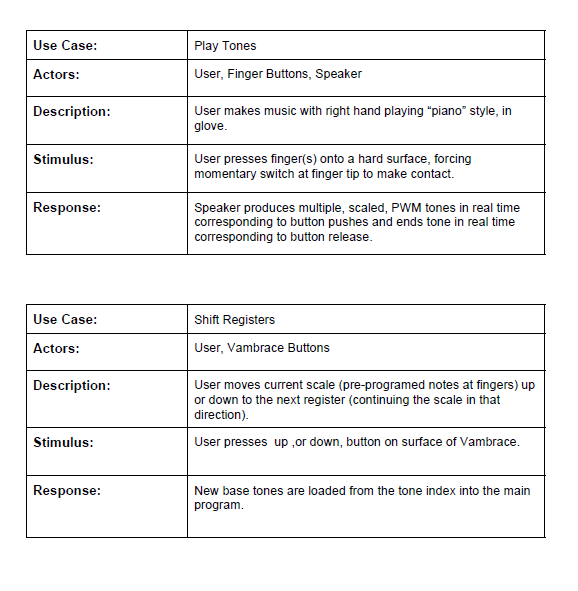 Use Case: Play Tones
Actors: User, Finger Buttons, Speaker
Description: User makes music with right hand playing “piano” style, in
glove.
Stimulus: User presses finger(s) onto a hard surface, forcing
momentary switch at finger tip to make contact.
Response: Speaker produces multiple, scaled, PWM tones in real time
corresponding to button pushes and ends tone in real time
corresponding to button release.
Use Case: Shift Registers
Actors: User, Vambrace Buttons
Description: User moves current scale (pre-programed notes at fingers) up
or down to the next register (continuing the scale in that
direction).
Stimulus: User presses up ,or down, button on surface of Vambrace.
Response: New base tones are loaded from the tone index into the main
program.